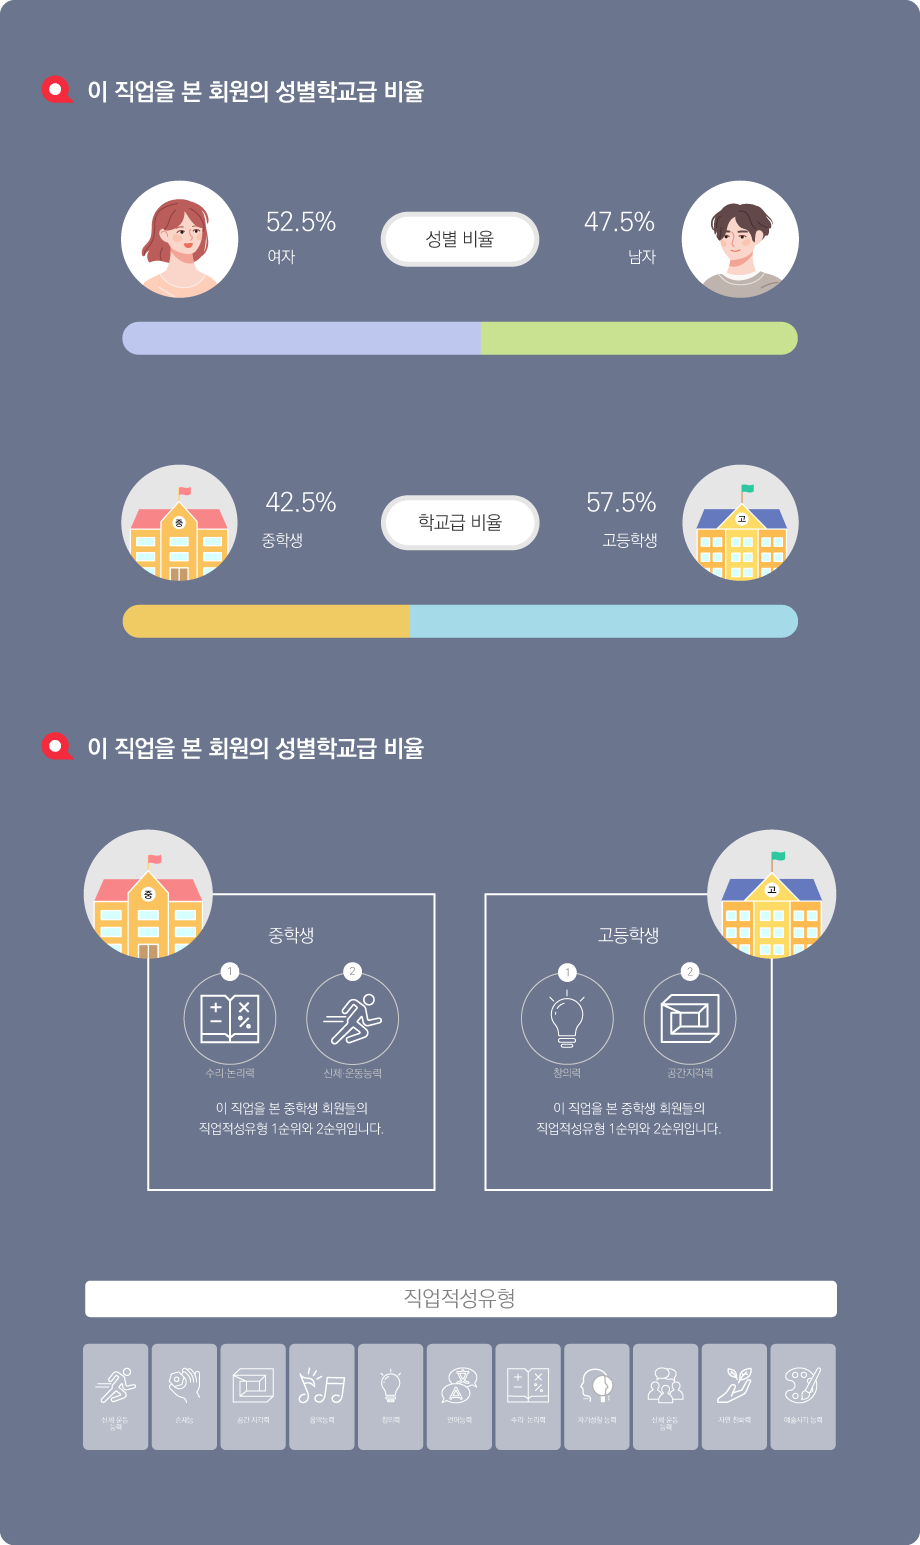 이 직업을 본 회원의 성별학교급 비율
52.5%
여자
성별 비율
47.5%
남자
42.5%
중학생
중
학교급 비율
57.5%
고등학생
고
이 직업을 본 회원의 성별학교급 비율
중
중학생
1
2
수리·논리력
신체·운동능력
이 직업을 본 중학생 회원들의
직업적성유형 1순위와 2순위입니다.
고
고등학생
1
2
창의력
공간지각력
이 직업을 본 고등학생 회원들의
직업적성유형 1순위와 2순위입니다.
직업적성유형
신체·운동
능력
손재능
공간·지각력
음악능력
창의력
언어능력
수리·논리력
자기성찰 능력
신체·운동
능력
자연 친화력
예술시각 능력